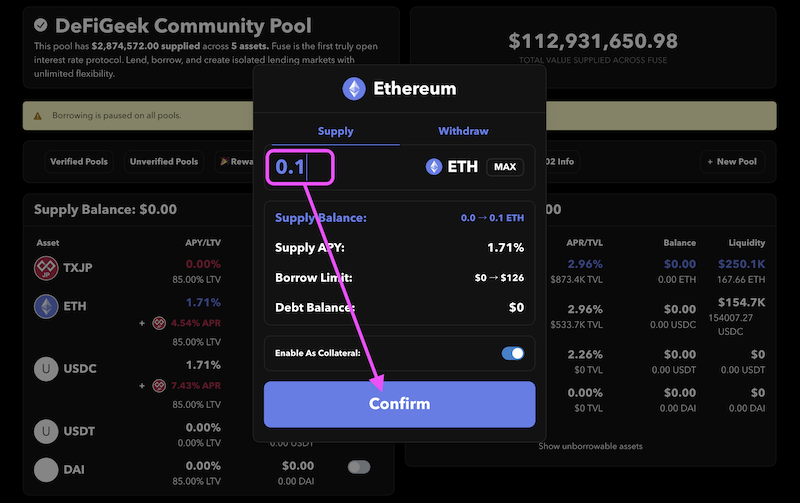 DeFiGeek Community Pool
This pool has $2,874,572.00 supplied across 5 assets. Fuse is the first truly open
interest rate protocol. Lend, borrow, and create isolated lending markets with
unlimited flexibility.
$112,931,650.98
TOTAL VALUE SUPPLIED ACROSS FUSE
Borrowing is paused on all pools.
Verified Pools
Unverified Pools
Info
+ New Pool
Ethereum
Supply
Withdraw
0.1
ETH
MAX
Supply Balance:
0.0 → 0.1 ETH
Supply APY:
1.71%
Borrow Limit:
$0 → $126
Debt Balance:
$0
Enable As Collateral:
Confirm
Supply Balance: $0.00
Asset
APY/LTV
JP
TXJP
0.00%
85.00% LTV
ETH
1.71%
+ 4.54% APR
85.00% LTV
U
USDC
1.71%
+ 7.43% APR
85.00% LTV
U
USDT
0.00%
0.00% LTV
0.00 USDT
DAI
0.00%
85.00% LTV
$0.00
0.00 DAI
APR/TVL
Balance
Liquidity
2.96%
$873.4K TVL
$0.00
0.00 ETH
$250.1K
167.66 ETH
2.96%
$533.7K TVL
$0.00
0.00 USDC
$154.7K
154007.27
USDC
2.26%
$0 TVL
$0.00
0.00 USDT
$0
0.00 USDT
0.00%
$0 TVL
$0.00
0.00 DAI
$0
0.00 DAI
Show unborrowable assets